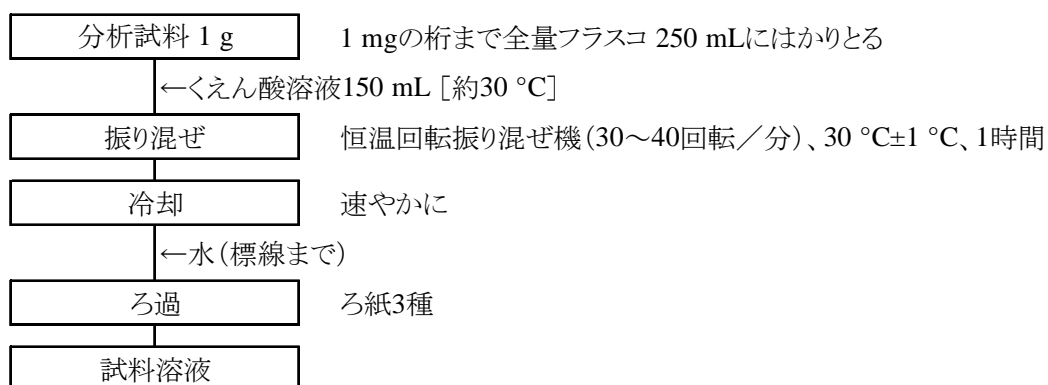 分析試料 1 g　1 mgの桁まで全量フラスコ 250 mLにはかりとる
←くえん酸溶液150 mL［約30 °C］
振り混ぜ　恒温回転振り混ぜ機（30～40回転／分）、30 °C±1 °C、1時間
冷却　速やかに
←水（標線まで）
ろ過　ろ紙3種
試料溶液